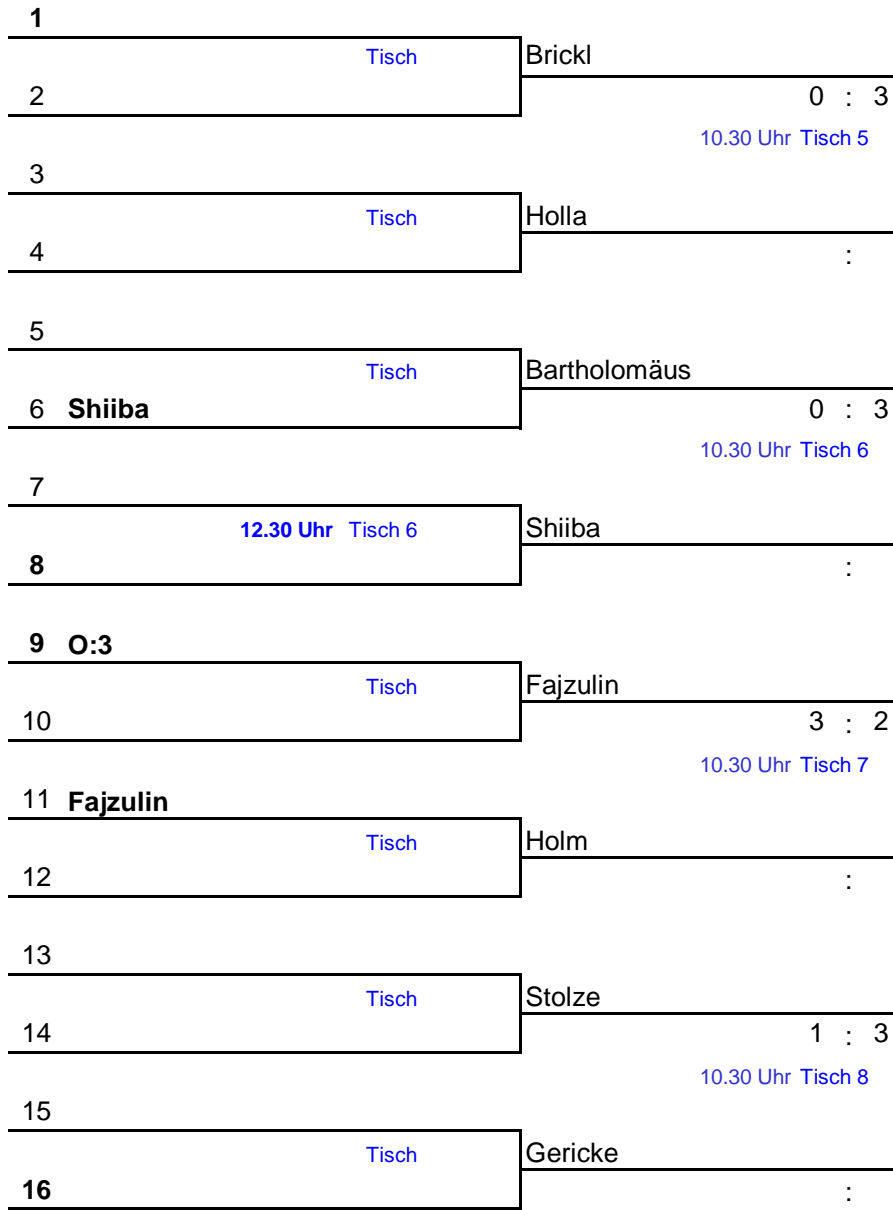 1
Tisch Brickl
2 0 : 3
10.30 Uhr Tisch 5
3
Tisch Holla
4 :
5
Tisch Bartholomäus
6 Shiiba 0 : 3
10.30 Uhr Tisch 6
7
12.30 Uhr Tisch 6 Shiiba
8 :
9 O:3
Tisch Fajzulin
10 3 : 2
10.30 Uhr Tisch 7
11 Fajzulin
Tisch Holm
12 :
13
Tisch Stolze
14 1 : 3
10.30 Uhr Tisch 8
15
Tisch Gericke
16 :